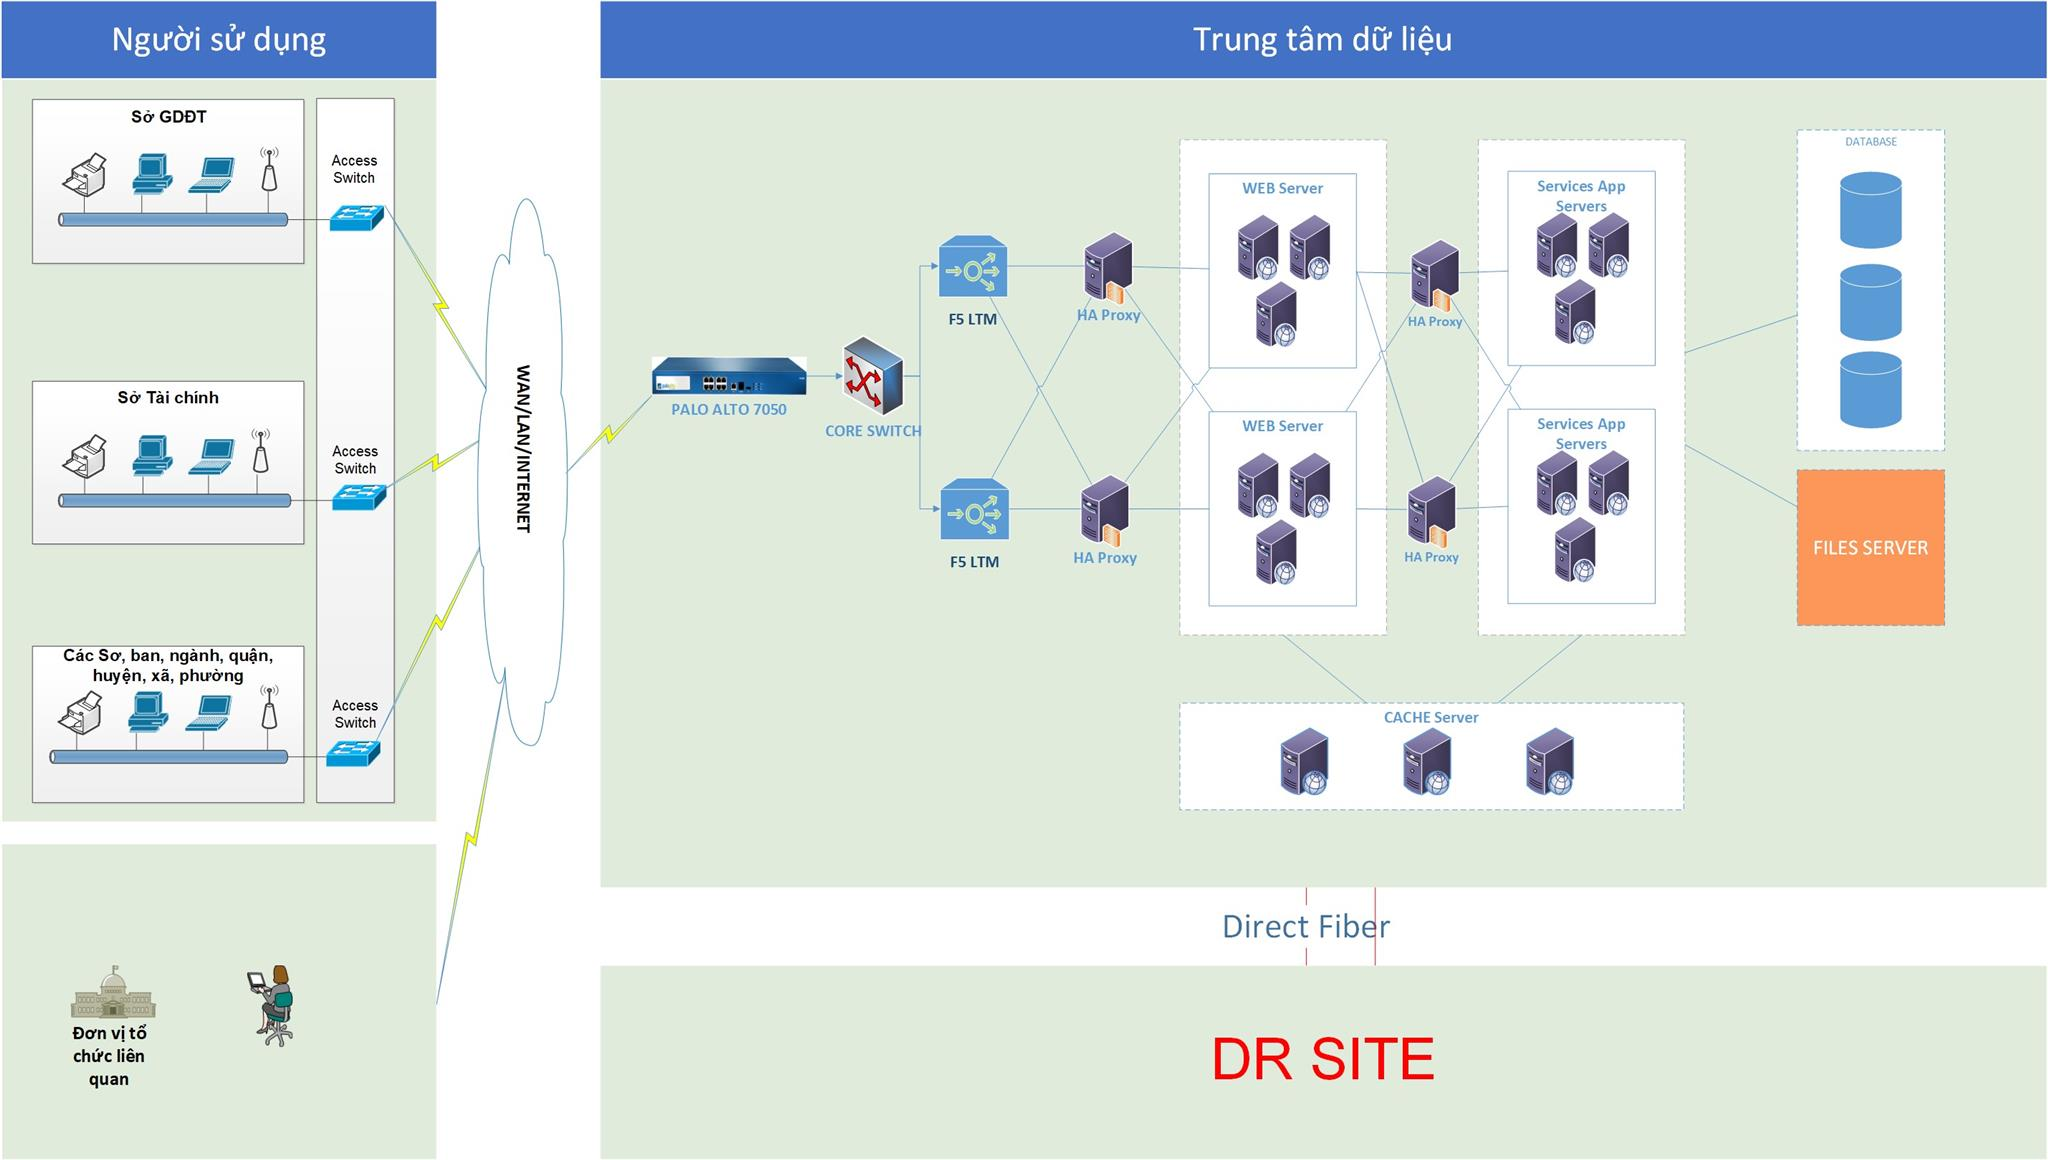 Người sử dụng
Trung tâm dữ liệu
Sở GDĐT
Access
Switch
Sở Tài chính
Access
Switch
Các Sơ, ban, ngành, quận,
huyện, xã, phường
Access
Switch
Đơn vị tổ
chức liên
quan
WAN/LAN/INTERNET
PALO ALTO 7050
CORE SWITCH
F5 LTM
F5 LTM
HA Proxy
HA Proxy
WEB Server
WEB Server
HA Proxy
HA Proxy
Services App
Servers
Services App
Servers
DATABASE
FILES SERVER
CACHE Server
Direct Fiber
DR SITE